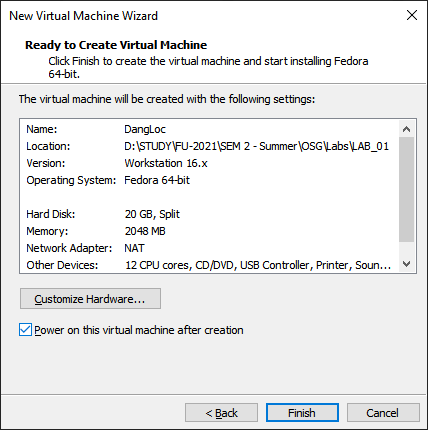 New Virtual Machine Wizard
Ready to Create Virtual Machine
Click Finish to create the virtual machine and start installing Fedora
64-bit.
The virtual machine will be created with the following settings:
Name: DangLoc
Location: D:\STUDY\FU-2021\SEM 2 - Summer\OSG\Labs\LAB_01
Version: Workstation 16.x
Operating System: Fedora 64-bit
Hard Disk: 20 GB, Split
Memory: 2048 MB
Network Adapter: NAT
Other Devices: 12 CPU cores, CD/DVD, USB Controller, Printer, Soun...
Customize Hardware...
Power on this virtual machine after creation
< Back
Finish
Cancel